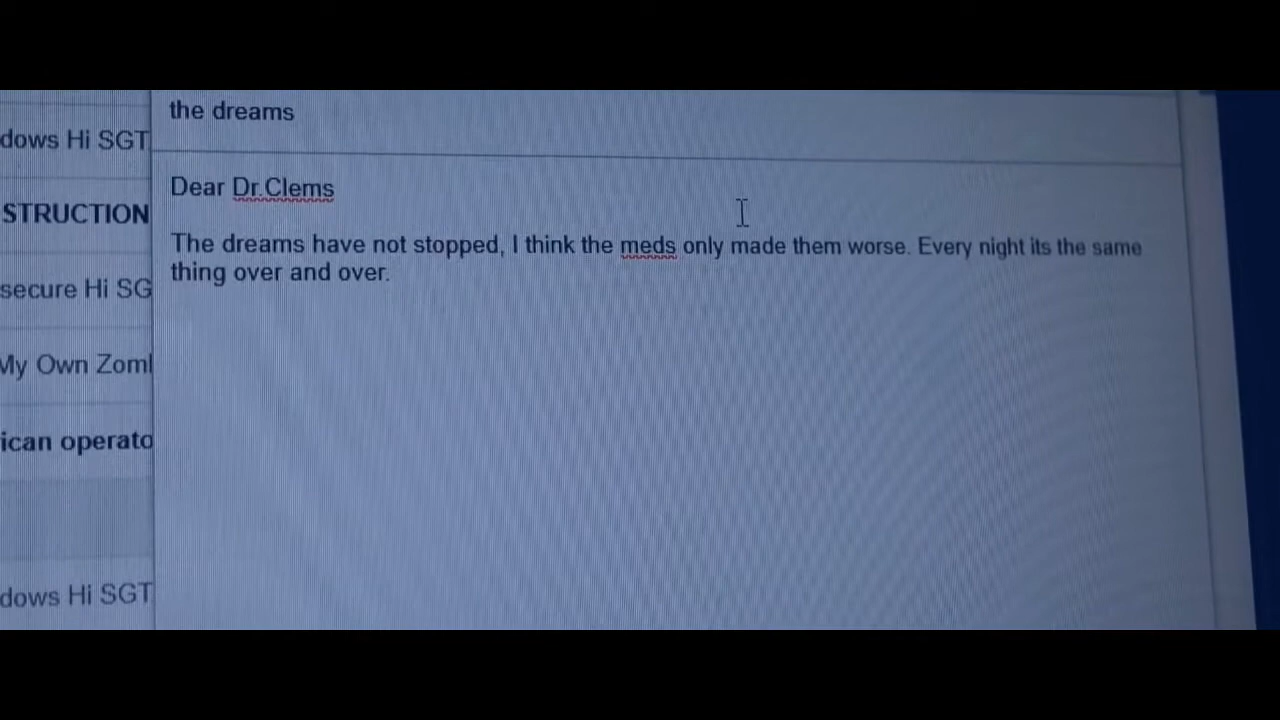 the dreams
dows Hi SGT
Dear Dr.Clems
STRUCTION
The dreams have not stopped, I think the meds only made them worse. Every night its the same
thing over and over.
secure Hi SG
My Own Zom
ican operato
dows Hi SGT